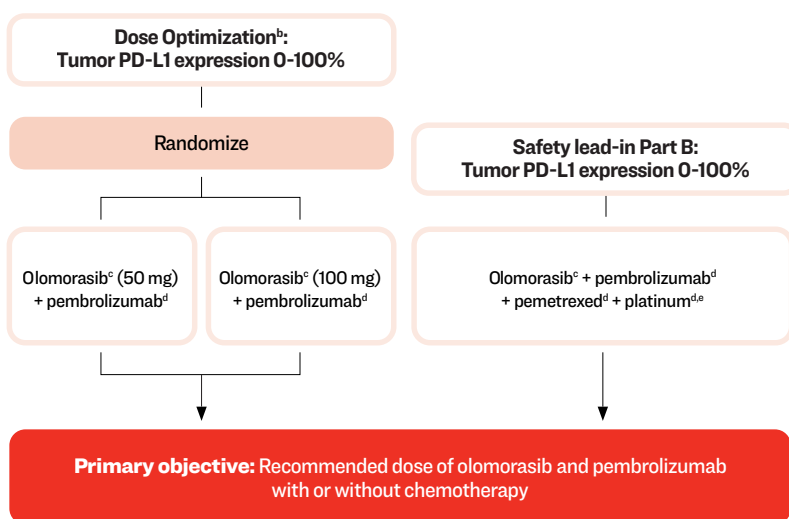 Dose Optimizationᵇ:
Tumor PD-L1 expression 0-100%
Randomize
Safety lead-in Part B:
Tumor PD-L1 expression 0-100%
Olomorasibᶜ (50 mg)
+ pembrolizumabᵈ
Olomorasibᶜ (100 mg)
+ pembrolizumabᵈ
Olomorasibᶜ + pembrolizumabᵈ
+ pemetrexedᵈ + platinumᵈ,ᵉ
Primary objective: Recommended dose of olomorasib and pembrolizumab
with or without chemotherapy